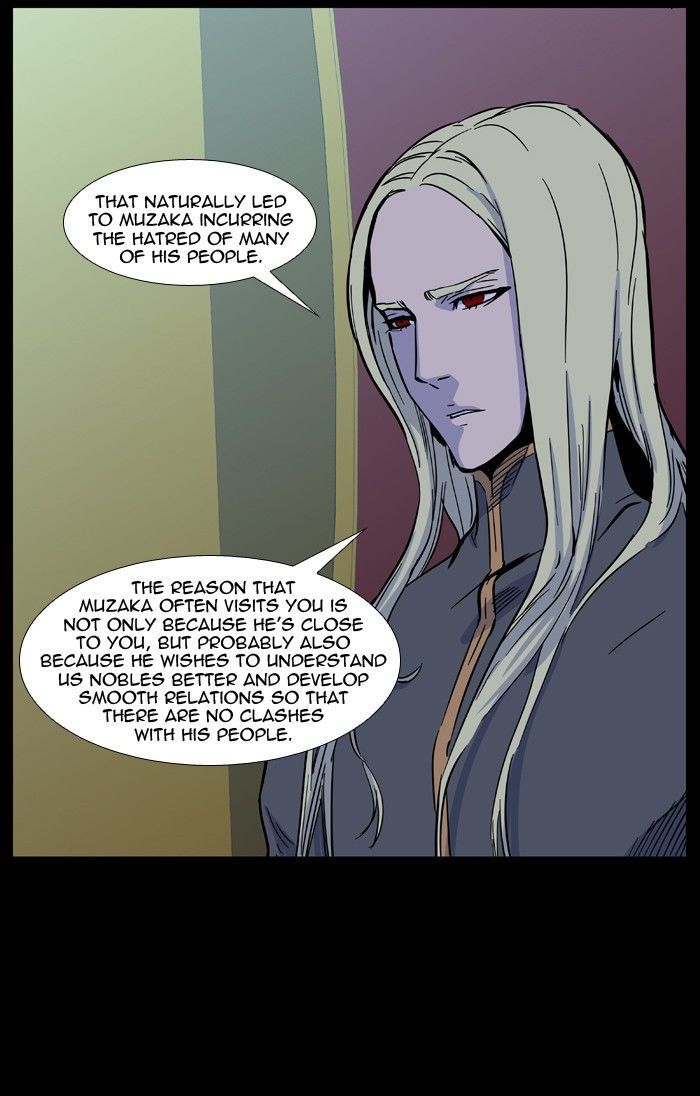 THAT NATURALLY LED
TO MUZAKA INCURRING
THE HATRED OF MANY
OF HIS PEOPLE.
THE REASON THAT
MUZAKA OFTEN VISITS YOU IS
NOT ONLY BECAUSE HE'S CLOSE
TO YOU, BUT PROBABLY ALSO
BECAUSE HE WISHES TO UNDERSTAND
US NOBLES BETTER AND DEVELOP
SMOOTH RELATIONS SO THAT
THERE ARE NO CLASHES
WITH HIS PEOPLE.